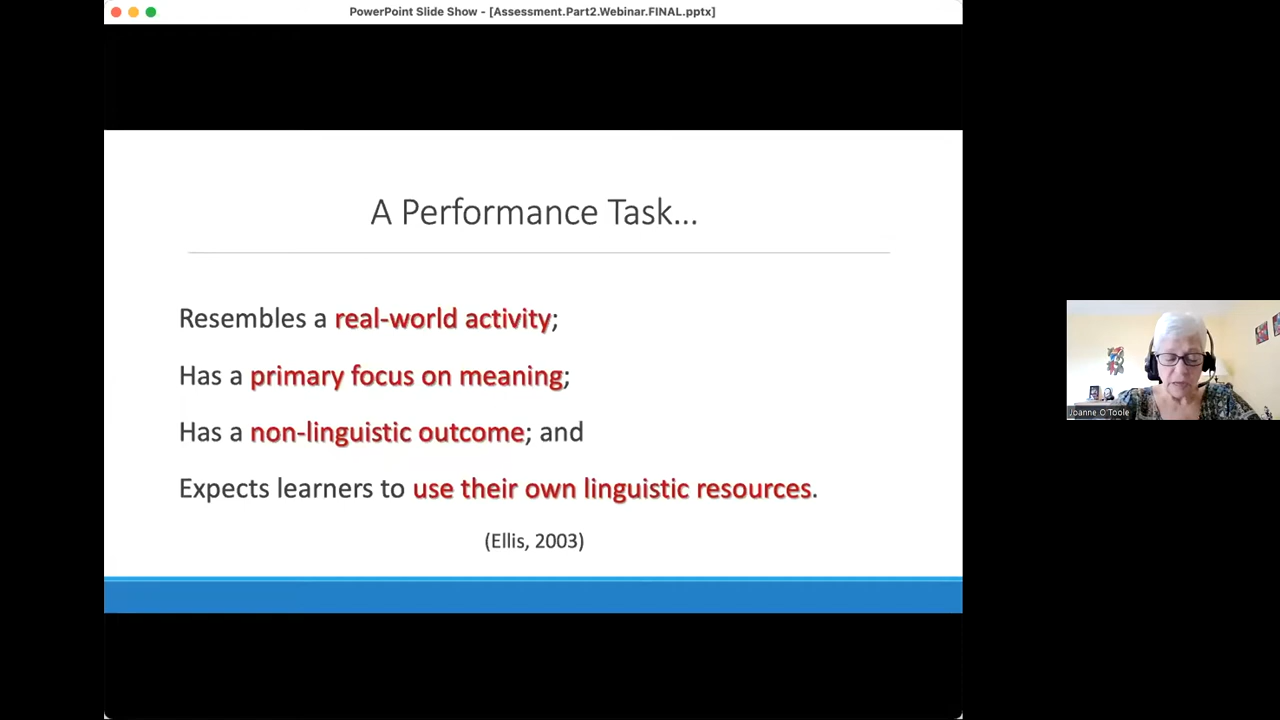 PowerPoint Slide Show - [Assessment.Part2.Webinar.FINAL.pptx]
A Performance Task...
Resembles a real-world activity;
Has a primary focus on meaning;
Has a non-linguistic outcome; and
Expects learners to use their own linguistic resources.
(Ellis, 2003)
Joanne O'Toole